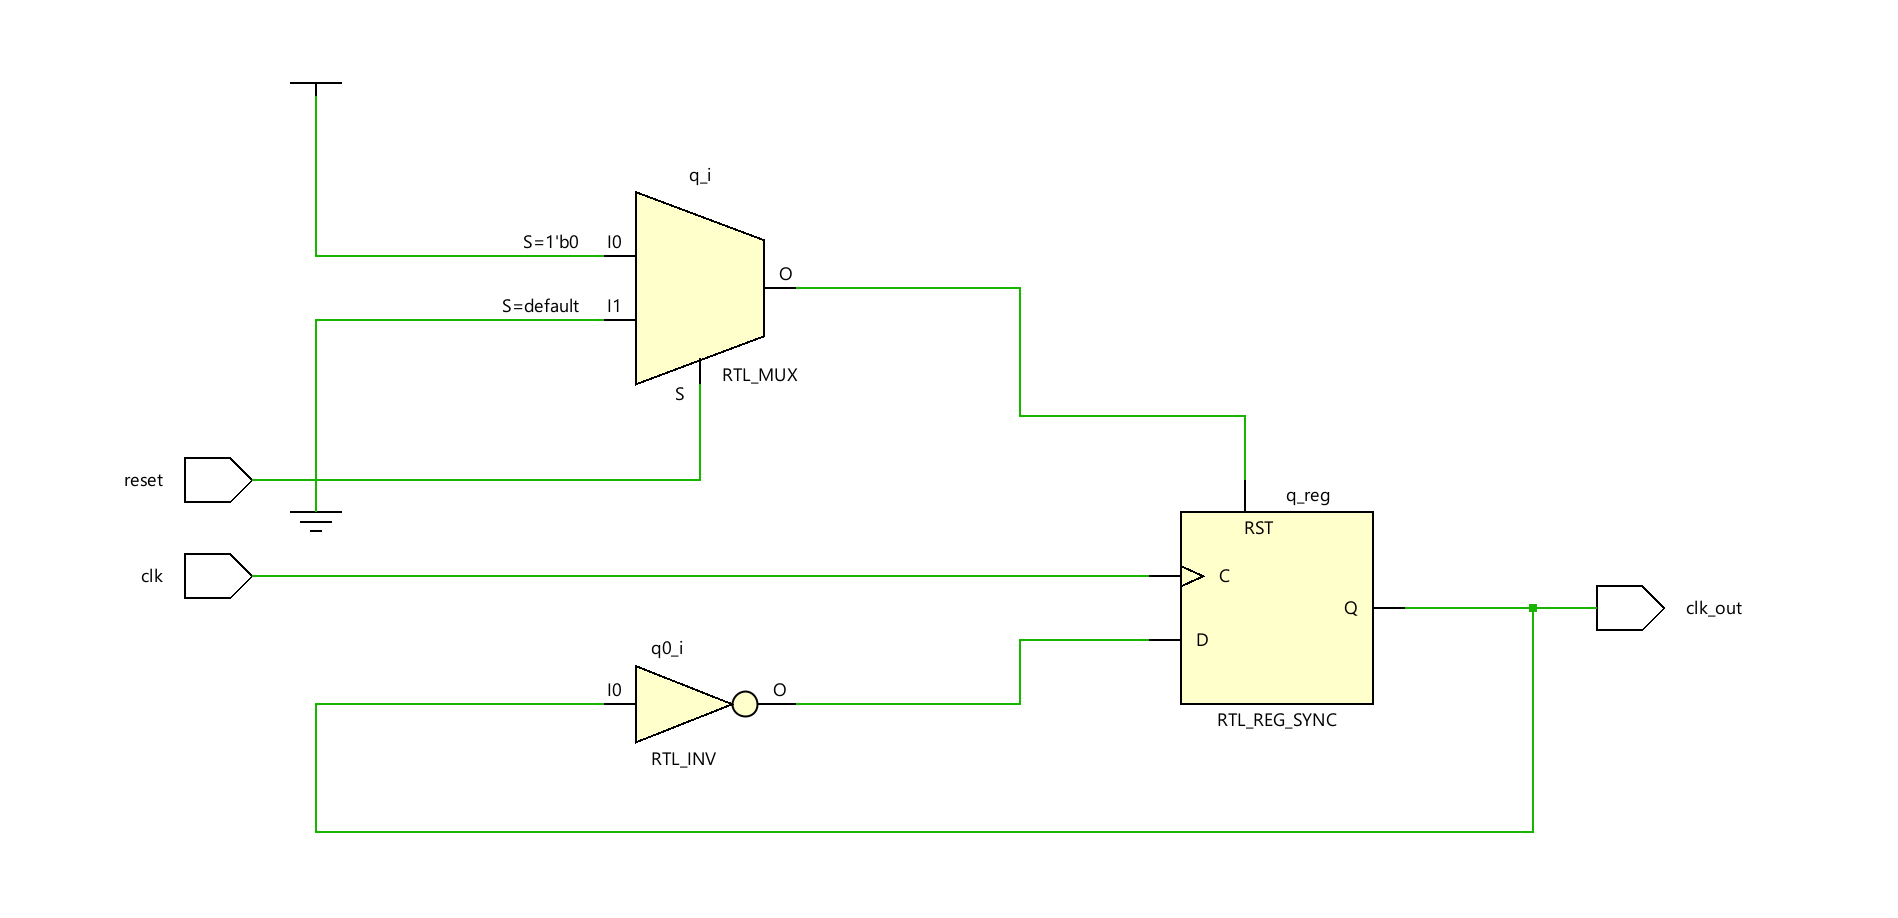 q_i
S=1'b0 I0
O
S=default I1
RTL_MUX
S
reset
q_reg
RST
clk
C
Q
clk_out
D
q0_i
I0
O
RTL_REG_SYNC
RTL_INV